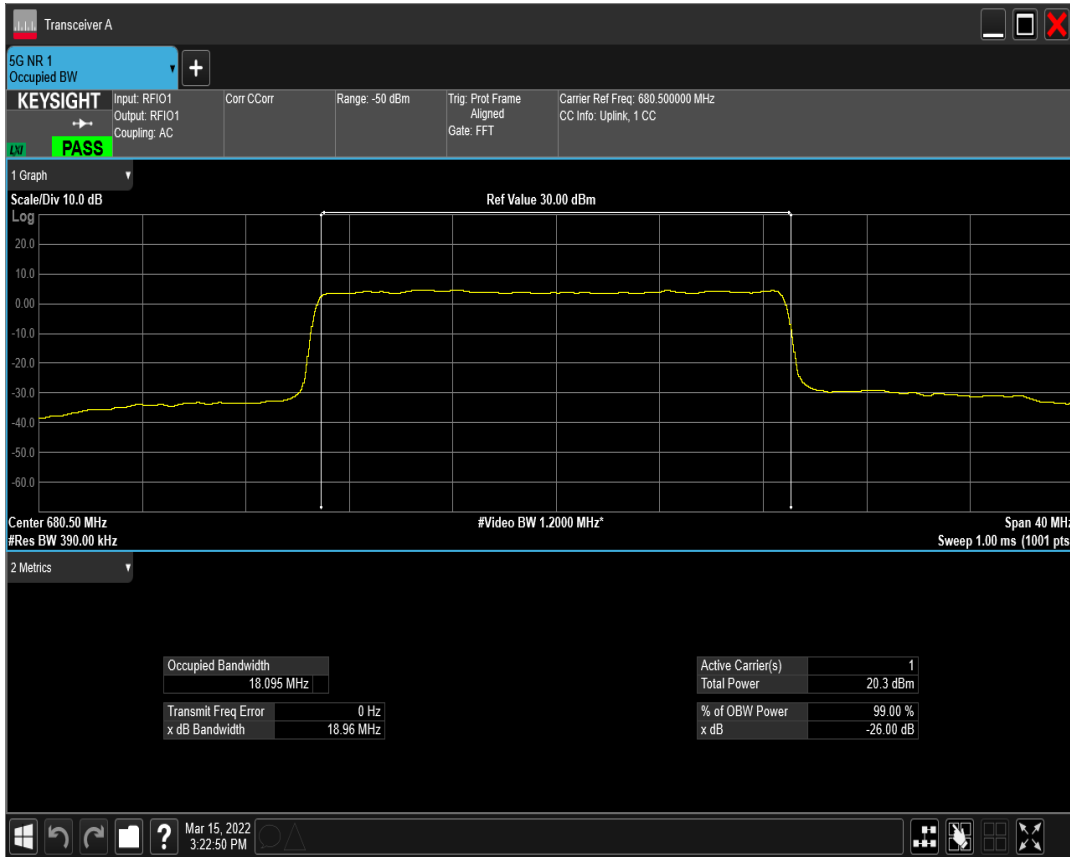 Transceiver A
5G NR 1
Occupied BW
+
KEYSIGHT
LXI
PASS
Input: RFIO1
Output: RFIO1
Coupling: AC
Corr CCorr
Range: -50 dBm
Trig: Prot Frame
Aligned
Gate: FFT
Carrier Ref Freq: 680.500000 MHz
CC Info: Uplink, 1 CC
1 Graph
Scale/Div 10.0 dB
Ref Value 30.00 dBm
Log
20.0
10.0
0.00
-10.0
-20.0
-30.0
-40.0
-50.0
-60.0
Center 680.50 MHz
#Video BW 1.2000 MHz*
Span 40 MHz
#Res BW 390.00 kHz
Sweep 1.00 ms (1001 pts
2 Metrics
Occupied Bandwidth
18.095 MHz
Transmit Freq Error 0 Hz
x dB Bandwidth 18.96 MHz
Active Carrier(s) 1
Total Power 20.3 dBm
% of OBW Power 99.00 %
x dB -26.00 dB
?
Mar 15, 2022
3:22:50 PM